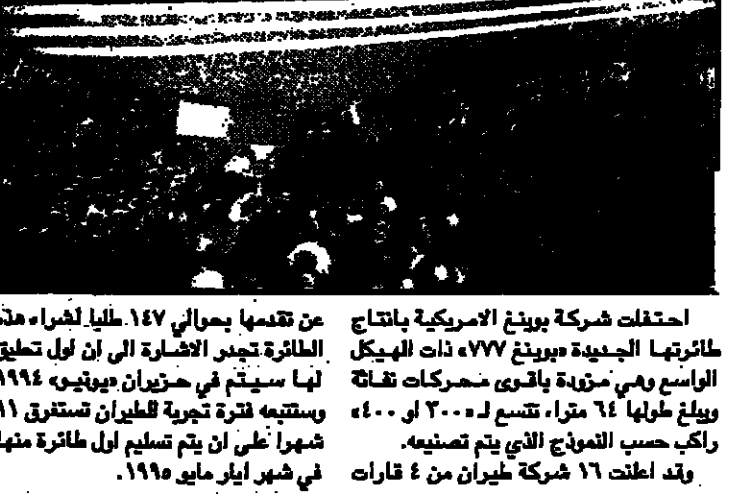 احتفلت شركة بوينغ الامريكية بانتاج
طائرتها الجديدة «بوينغ ٧٧٧» ذات الهيكل
الواسع وهي مزودة باقوى محركات نفاثة
ويبلغ طولها ٦٤ مترا، تتسع لـ «٣٠٠ او ٤٠٠»
راكب حسب النموذج الذي يتم تصنيعه.
وقد اعلنت ١٦ شركة طيران من ٤ قارات
عن تقدمها بحوالي ١٤٧ طلبا لشراء هذه
الطائرة تجدر الاشارة الى ان اول تحليق
لها سيتم في حزيران «يونيو» ١٩٩٤
وستتبعه فترة تجربة للطيران تستغرق ١١
شهرا على ان يتم تسليم اول طائرة منها
في شهر ايار مايو ١٩٩٥.